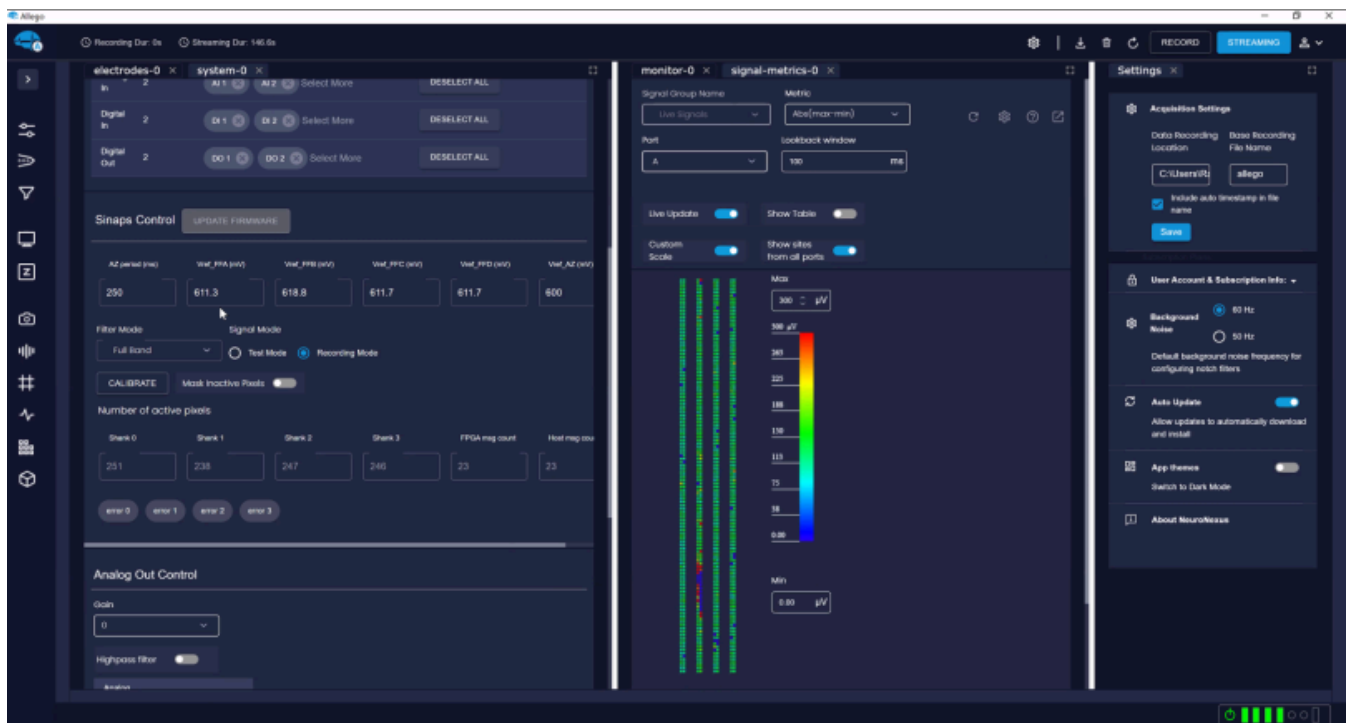 Allego
Recording Dur: 0s
Streaming Dur: 146.6s
RECORD
STREAMING
electrodes-0
system-0
In
2
AI 1
AI 2
Select More
DESELECT ALL
Digital In
2
DI 1
DI 2
Select More
DESELECT ALL
Digital Out
2
DO 1
DO 2
Select More
DESELECT ALL
Sinaps Control
UPDATE FIRMWARE
AZ period (ms)
Vref_FPA (mV)
Vref_FPB (mV)
Vref_FPC (mV)
Vref_FPD (mV)
Vref_AZ (mV)
250
611.3
618.8
611.7
611.7
600
Filter Mode
Signal Mode
Full Band
Test Mode
Recording Mode
CALIBRATE
Mask Inactive Pixels
Number of active pixels
Shank 0
Shank 1
Shank 2
Shank 3
FPGA msg count
Host msg cou
251
238
247
246
23
23
error 0
error 1
error 2
error 3
Analog Out Control
Gain
0
Highpass filter
Analog
monitor-0
signal-metrics-0
Signal Group Name
Metric
Live Signals
Abs(max-min)
Port
Lookback window
A
100
ms
Live Update
Show Table
Custom Scale
Show sites from all ports
Max
300
µV
300 µV
263
225
188
150
113
75
38
0.00
Min
0.00
µV
Settings
Acquisition Settings
Data Recording Location
Base Recording File Name
C:\Users\R
allego
Include auto timestamp in file name
Save
User Account & Subscription Info:
Background Noise
60 Hz
50 Hz
Default background noise frequency for configuring notch filters
Auto Update
Allow updates to automatically download and install
App themes
Switch to Dark Mode
About NeuroNexus